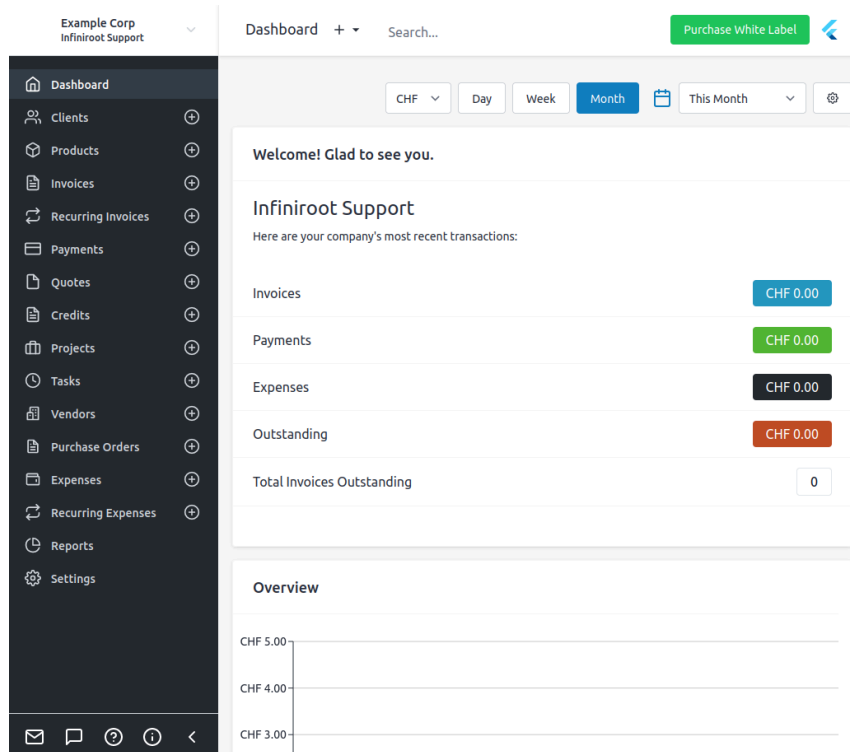 Example Corp
Infiniroot Support
Dashboard
Clients
Products
Invoices
Recurring Invoices
Payments
Quotes
Credits
Projects
Tasks
Vendors
Purchase Orders
Expenses
Recurring Expenses
Reports
Settings
Dashboard + Search... Purchase White Label
CHF Day Week Month This Month
Welcome! Glad to see you.
Infiniroot Support
Here are your company's most recent transactions:
Invoices CHF 0.00
Payments CHF 0.00
Expenses CHF 0.00
Outstanding CHF 0.00
Total Invoices Outstanding 0
Overview
CHF 5.00
CHF 4.00
CHF 3.00